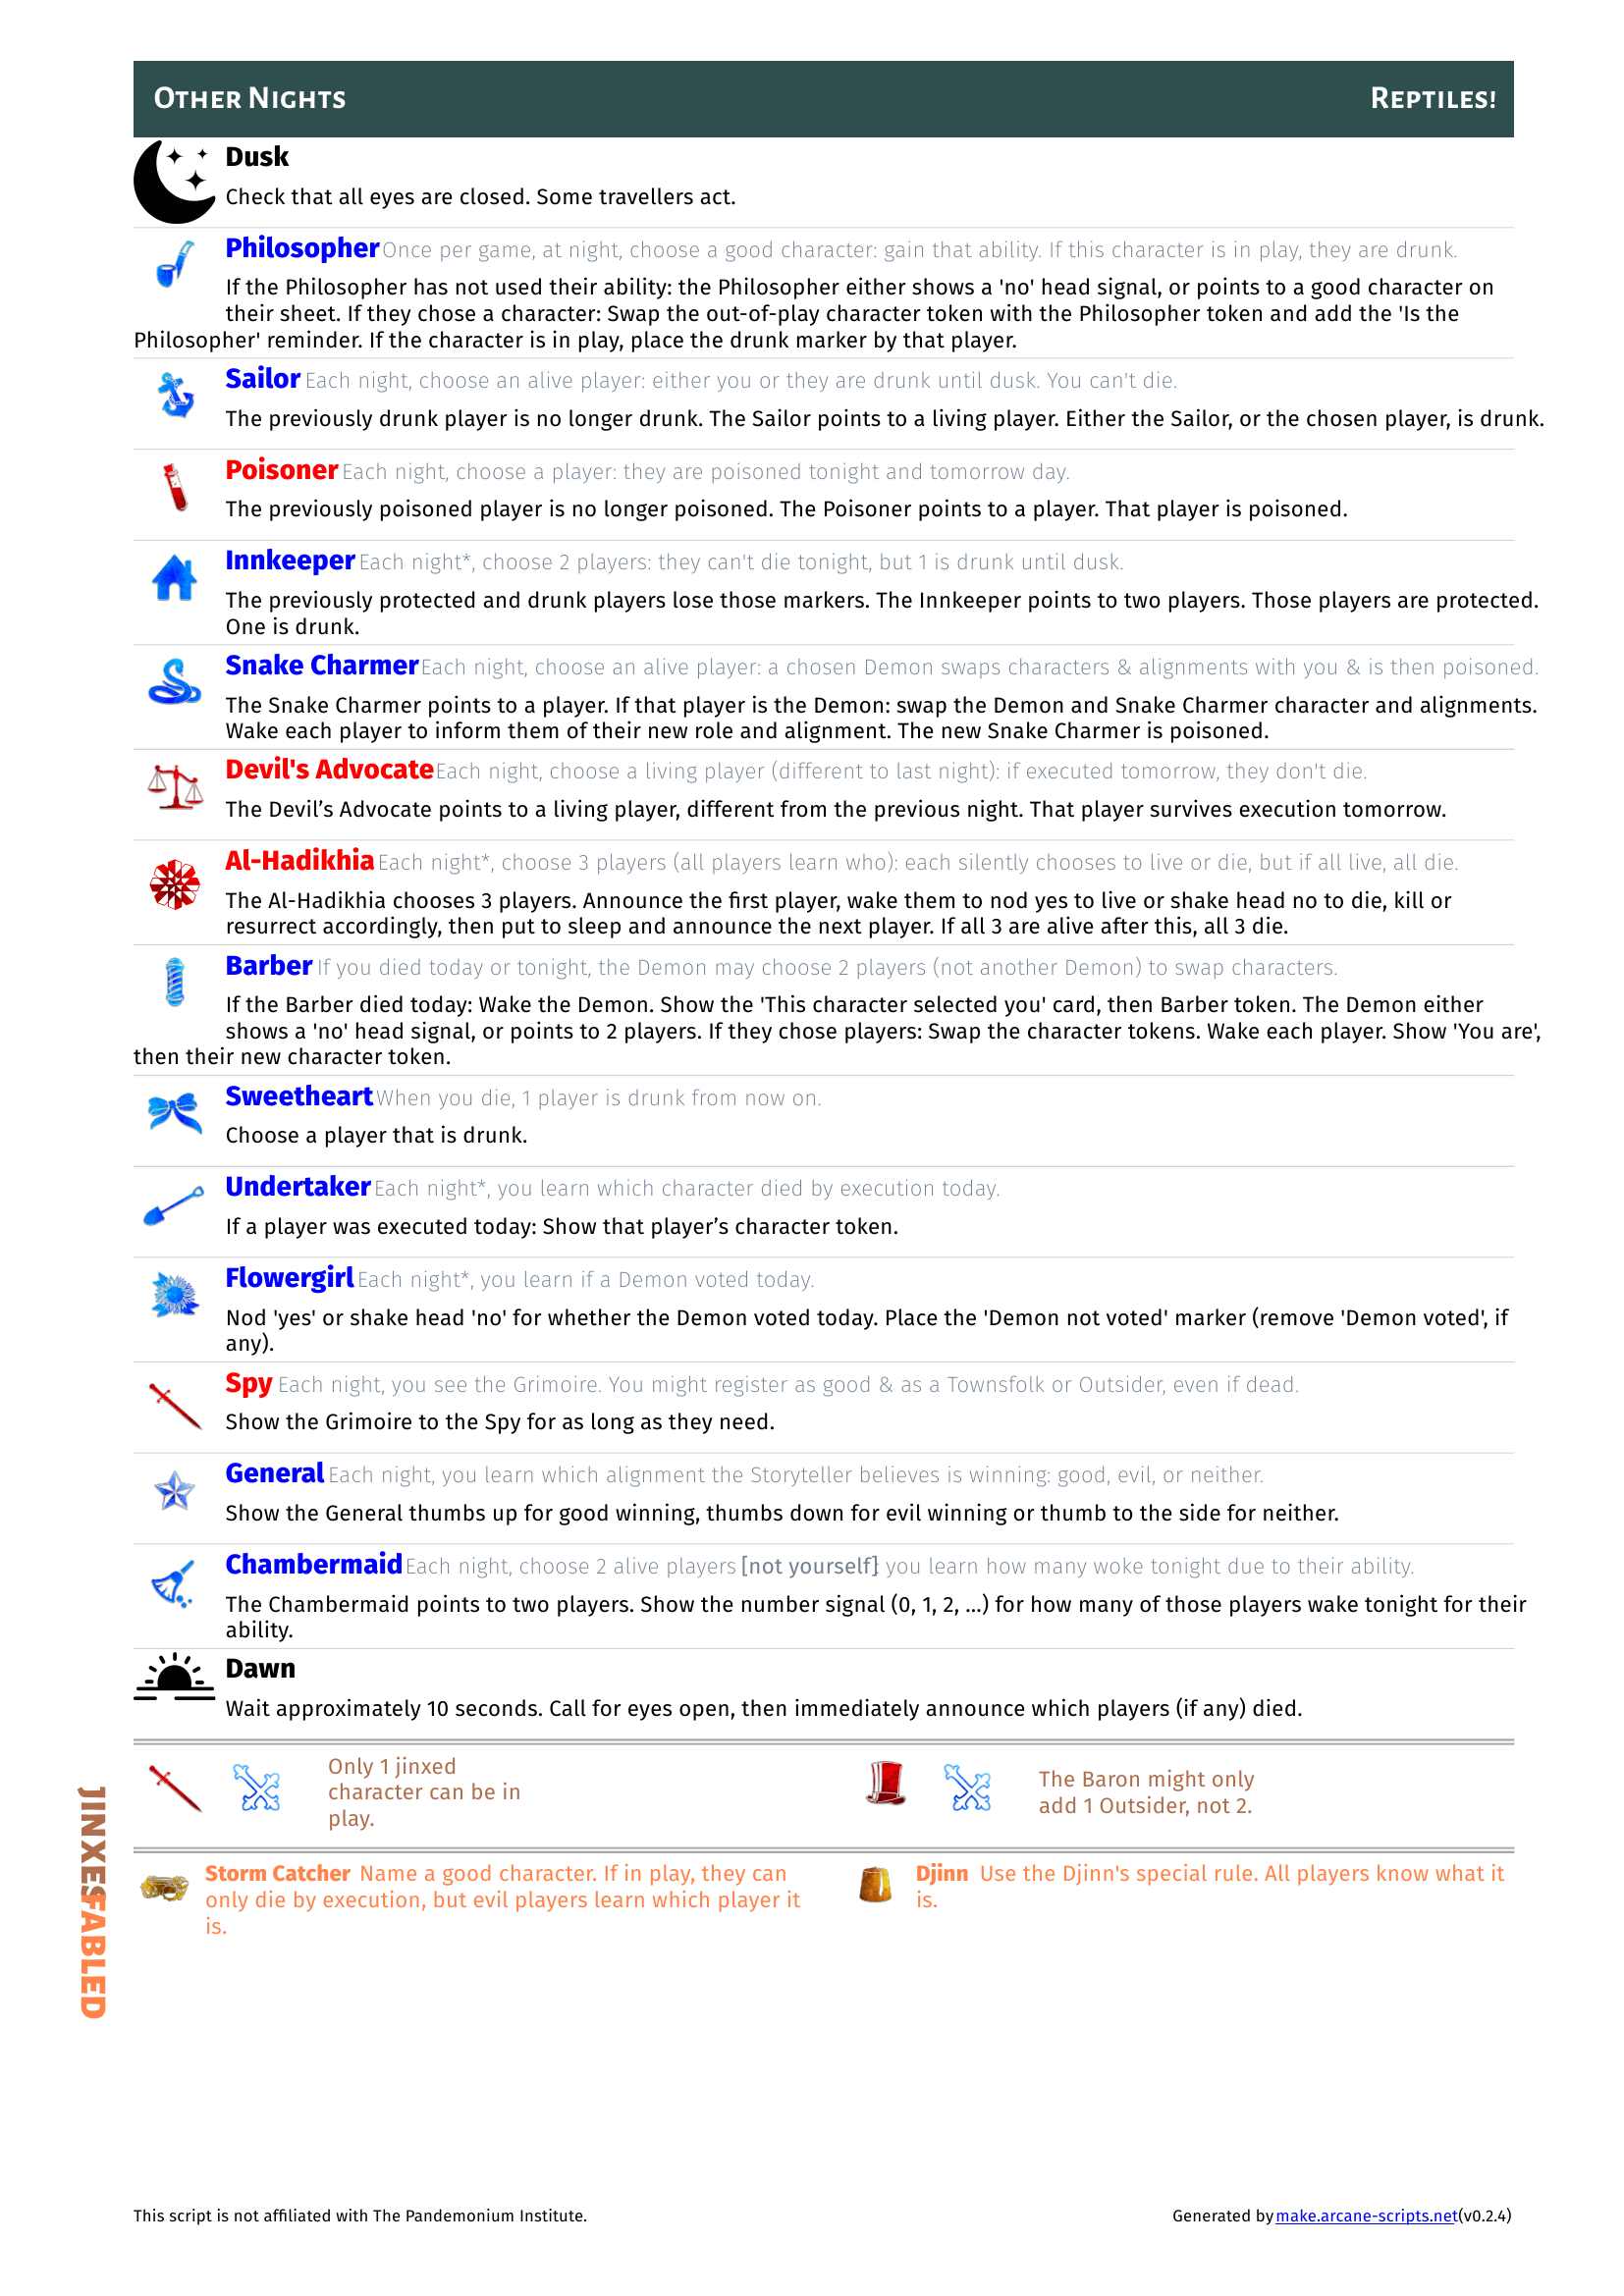 Other Nights
Reptiles!
Dusk
Check that all eyes are closed. Some travellers act.
Philosopher Once per game, at night, choose a good character: gain that ability. If this character is in play, they are drunk.
If the Philosopher has not used their ability: the Philosopher either shows a 'no' head signal, or points to a good character on
their sheet. If they chose a character: Swap the out-of-play character token with the Philosopher token and add the 'Is the
Philosopher' reminder. If the character is in play, place the drunk marker by that player.
Sailor Each night, choose an alive player: either you or they are drunk until dusk. You can't die.
The previously drunk player is no longer drunk. The Sailor points to a living player. Either the Sailor, or the chosen player, is drunk.
Poisoner Each night, choose a player: they are poisoned tonight and tomorrow day.
The previously poisoned player is no longer poisoned. The Poisoner points to a player. That player is poisoned.
Innkeeper Each night*, choose 2 players: they can't die tonight, but 1 is drunk until dusk.
The previously protected and drunk players lose those markers. The Innkeeper points to two players. Those players are protected.
One is drunk.
Snake Charmer Each night, choose an alive player: a chosen Demon swaps characters & alignments with you & is then poisoned.
The Snake Charmer points to a player. If that player is the Demon: swap the Demon and Snake Charmer character and alignments.
Wake each player to inform them of their new role and alignment. The new Snake Charmer is poisoned.
Devil's Advocate Each night, choose a living player (different to last night): if executed tomorrow, they don't die.
The Devil’s Advocate points to a living player, different from the previous night. That player survives execution tomorrow.
Al-Hadikhia Each night*, choose 3 players (all players learn who): each silently chooses to live or die, but if all live, all die.
The Al-Hadikhia chooses 3 players. Announce the first player, wake them to nod yes to live or shake head no to die, kill or
resurrect accordingly, then put to sleep and announce the next player. If all 3 are alive after this, all 3 die.
Barber If you died today or tonight, the Demon may choose 2 players (not another Demon) to swap characters.
If the Barber died today: Wake the Demon. Show the 'This character selected you' card, then Barber token. The Demon either
shows a 'no' head signal, or points to 2 players. If they chose players: Swap the character tokens. Wake each player. Show 'You are',
then their new character token.
Sweetheart When you die, 1 player is drunk from now on.
Choose a player that is drunk.
Undertaker Each night*, you learn which character died by execution today.
If a player was executed today: Show that player’s character token.
Flowergirl Each night*, you learn if a Demon voted today.
Nod 'yes' or shake head 'no' for whether the Demon voted today. Place the 'Demon not voted' marker (remove 'Demon voted', if
any).
Spy Each night, you see the Grimoire. You might register as good & as a Townsfolk or Outsider, even if dead.
Show the Grimoire to the Spy for as long as they need.
General Each night, you learn which alignment the Storyteller believes is winning: good, evil, or neither.
Show the General thumbs up for good winning, thumbs down for evil winning or thumb to the side for neither.
Chambermaid Each night, choose 2 alive players [not yourself]: you learn how many woke tonight due to their ability.
The Chambermaid points to two players. Show the number signal (0, 1, 2, …) for how many of those players wake tonight for their
ability.
Dawn
Wait approximately 10 seconds. Call for eyes open, then immediately announce which players (if any) died.
JINXES
Only 1 jinxed
character can be in
play.
The Baron might only
add 1 Outsider, not 2.
FABLED
Storm Catcher Name a good character. If in play, they can
only die by execution, but evil players learn which player it
is.
Djinn Use the Djinn's special rule. All players know what it
is.
This script is not affiliated with The Pandemonium Institute.
Generated by make.arcane-scripts.net(v0.2.4)